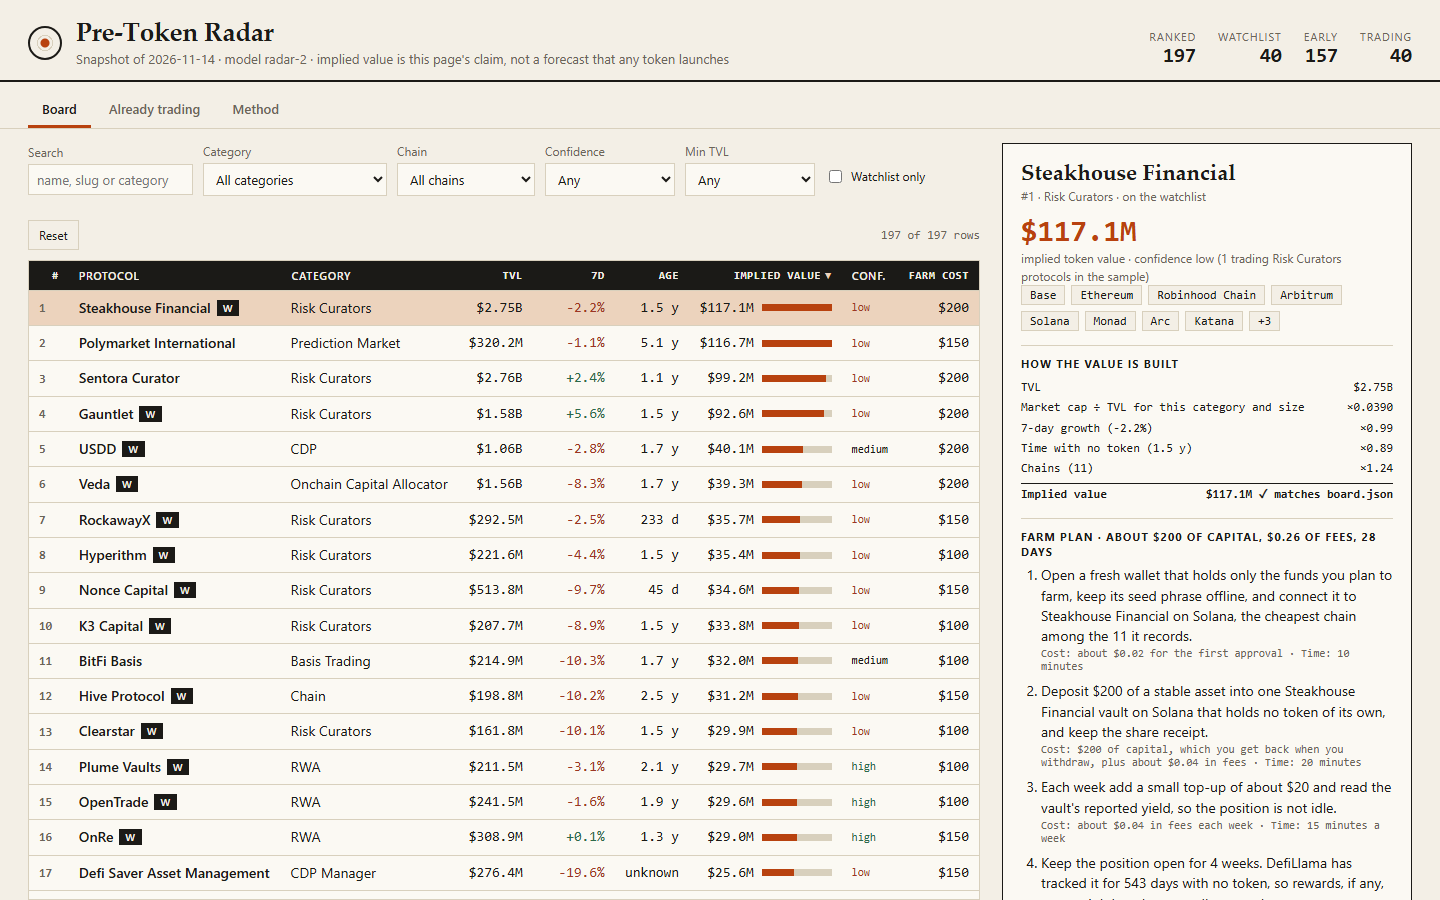 Pre-Token Radar
Snapshot of 2026-11-14 · model radar-2 · implied value is this page's claim, not a forecast that any token launches
RANKED WATCHLIST EARLY TRADING
197 40 157 40
Board Already trading Method
Search Category Chain Confidence Min TVL
name, slug or category All categories All chains Any Any Watchlist only
Reset 197 of 197 rows
# PROTOCOL CATEGORY TVL 7D AGE IMPLIED VALUE ▼ CONF. FARM COST
1 Steakhouse Financial W Risk Curators $2.75B -2.2% 1.5 y $117.1M low $200
2 Polymarket International Prediction Market $320.2M -1.1% 5.1 y $116.7M low $150
3 Sentora Curator Risk Curators $2.76B +2.4% 1.1 y $99.2M low $200
4 Gauntlet W Risk Curators $1.58B +5.6% 1.5 y $92.6M low $200
5 USDD W CDP $1.06B -2.8% 1.7 y $40.1M medium $200
6 Veda W Onchain Capital Allocator $1.56B -8.3% 1.7 y $39.3M low $200
7 RockawayX W Risk Curators $292.5M -2.5% 233 d $35.7M low $150
8 Hyperithm W Risk Curators $221.6M -4.4% 1.5 y $35.4M low $100
9 Nonce Capital W Risk Curators $513.8M -9.7% 45 d $34.6M low $150
10 K3 Capital W Risk Curators $207.7M -8.9% 1.5 y $33.8M low $100
11 BitFi Basis Basis Trading $214.9M -10.3% 1.7 y $32.0M medium $100
12 Hive Protocol W Chain $198.8M -10.2% 2.5 y $31.2M low $150
13 Clearstar W Risk Curators $161.8M -10.1% 1.5 y $29.9M low $100
14 Plume Vaults W RWA $211.5M -3.1% 2.1 y $29.7M high $100
15 OpenTrade W RWA $241.5M -1.6% 1.9 y $29.6M high $100
16 OnRe W RWA $308.9M +0.1% 1.3 y $29.0M high $150
17 Defi Saver Asset Management CDP Manager $276.4M -19.6% unknown $25.6M low $150
Steakhouse Financial
#1 · Risk Curators · on the watchlist
$117.1M
implied token value · confidence low (1 trading Risk Curators
protocols in the sample)
Base Ethereum Robinhood Chain Arbitrum
Solana Monad Arc Katana +3
HOW THE VALUE IS BUILT
TVL $2.75B
Market cap ÷ TVL for this category and size ×0.0390
7-day growth (-2.2%) ×0.99
Time with no token (1.5 y) ×0.89
Chains (11) ×1.24
Implied value $117.1M ✓ matches board.json
FARM PLAN · ABOUT $200 OF CAPITAL, $0.26 OF FEES, 28
DAYS
1. Open a fresh wallet that holds only the funds you plan to
farm, keep its seed phrase offline, and connect it to
Steakhouse Financial on Solana, the cheapest chain
among the 11 it records.
Cost: about $0.02 for the first approval · Time: 10
minutes
2. Deposit $200 of a stable asset into one Steakhouse
Financial vault on Solana that holds no token of its own,
and keep the share receipt.
Cost: $200 of capital, which you get back when you
withdraw, plus about $0.04 in fees · Time: 20 minutes
3. Each week add a small top-up of about $20 and read the
vault's reported yield, so the position is not idle.
Cost: about $0.04 in fees each week · Time: 15 minutes a
week
4. Keep the position open for 4 weeks. DefiLlama has
tracked it for 543 days with no token, so rewards, if any,